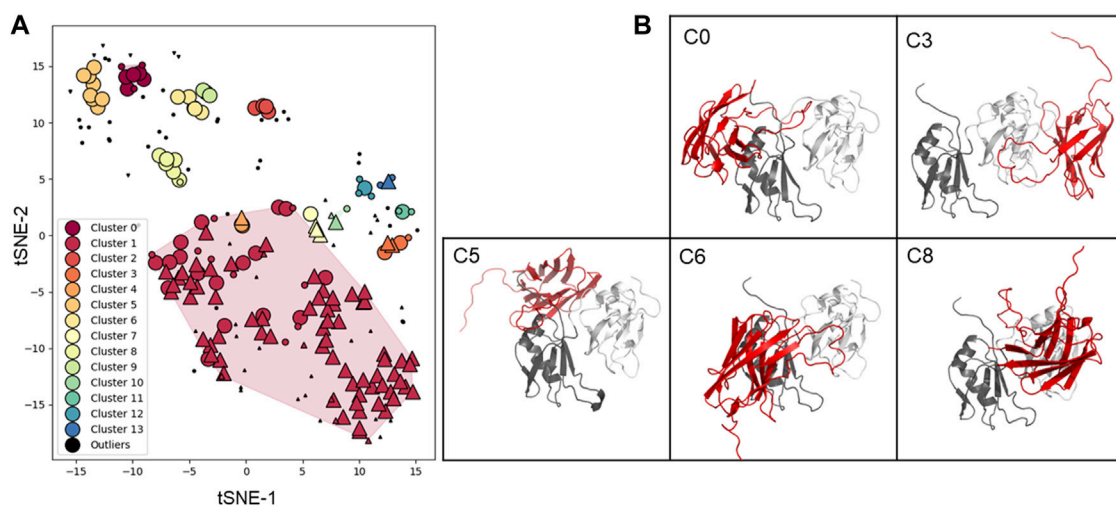 A
B
C0
C3
C5
C6
C8
15
10
5
0
−5
−10
−15
tSNE-2
Cluster 0
Cluster 1
Cluster 2
Cluster 3
Cluster 4
Cluster 5
Cluster 6
Cluster 7
Cluster 8
Cluster 9
Cluster 10
Cluster 11
Cluster 12
Cluster 13
Outliers
−15 −10 −5 0 5 10 15
tSNE-1